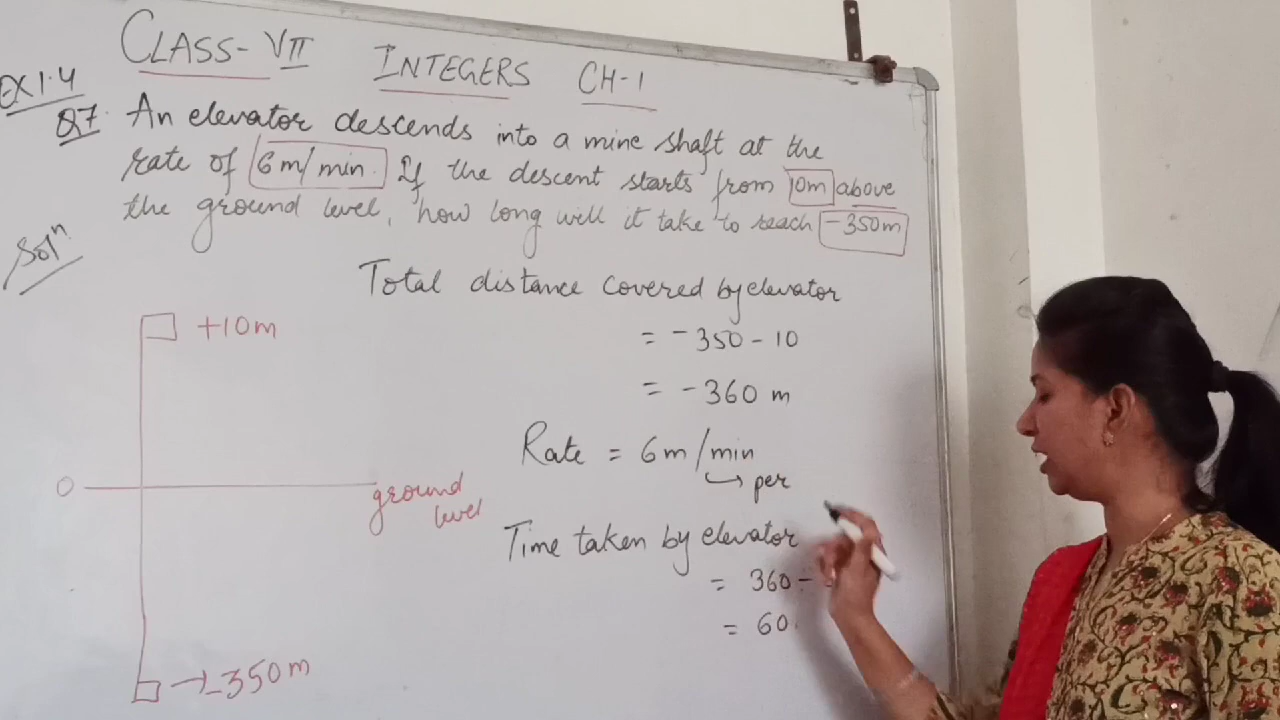 CLASS-VII INTEGERS CH-1
EX 1.4
Q7. An elevator descends into a mine shaft at the
rate of 6m/min. If the descent starts from 10m above
the ground level, how long will it take to reach -350m
Solⁿ
Total distance covered by elevator
= -350 - 10
= -360 m
Rate = 6m/min
↳ per
Time taken by elevator
= 360 -
= 60
+10m
0
ground
level
→ -350m